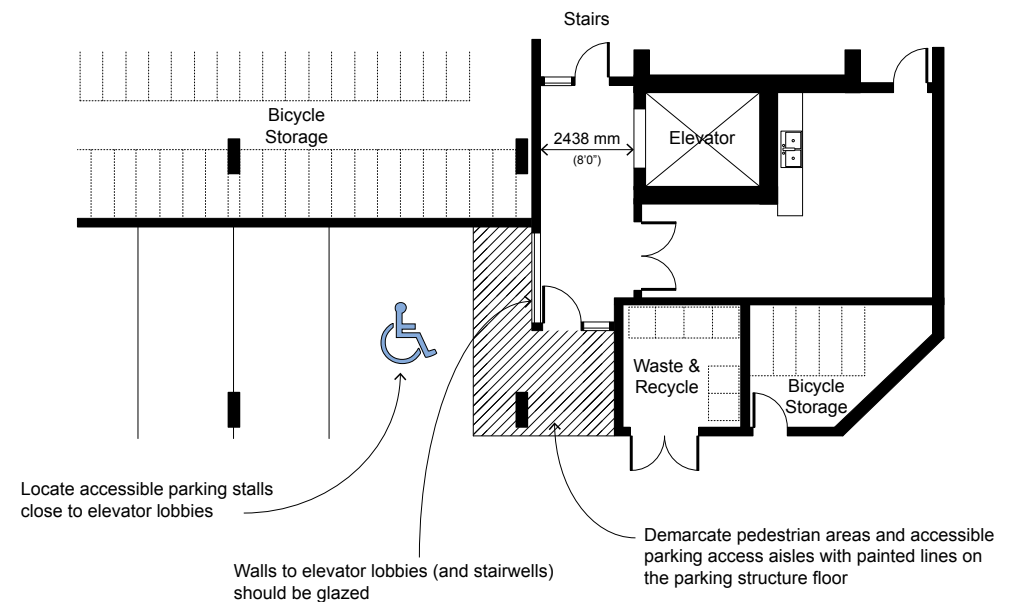 Stairs
Bicycle
Storage
2438 mm
(8'0")
Elevator
Waste &
Recycle
Bicycle
Storage
Locate accessible parking stalls
close to elevator lobbies
Demarcate pedestrian areas and accessible
parking access aisles with painted lines on
the parking structure floor
Walls to elevator lobbies (and stairwells)
should be glazed